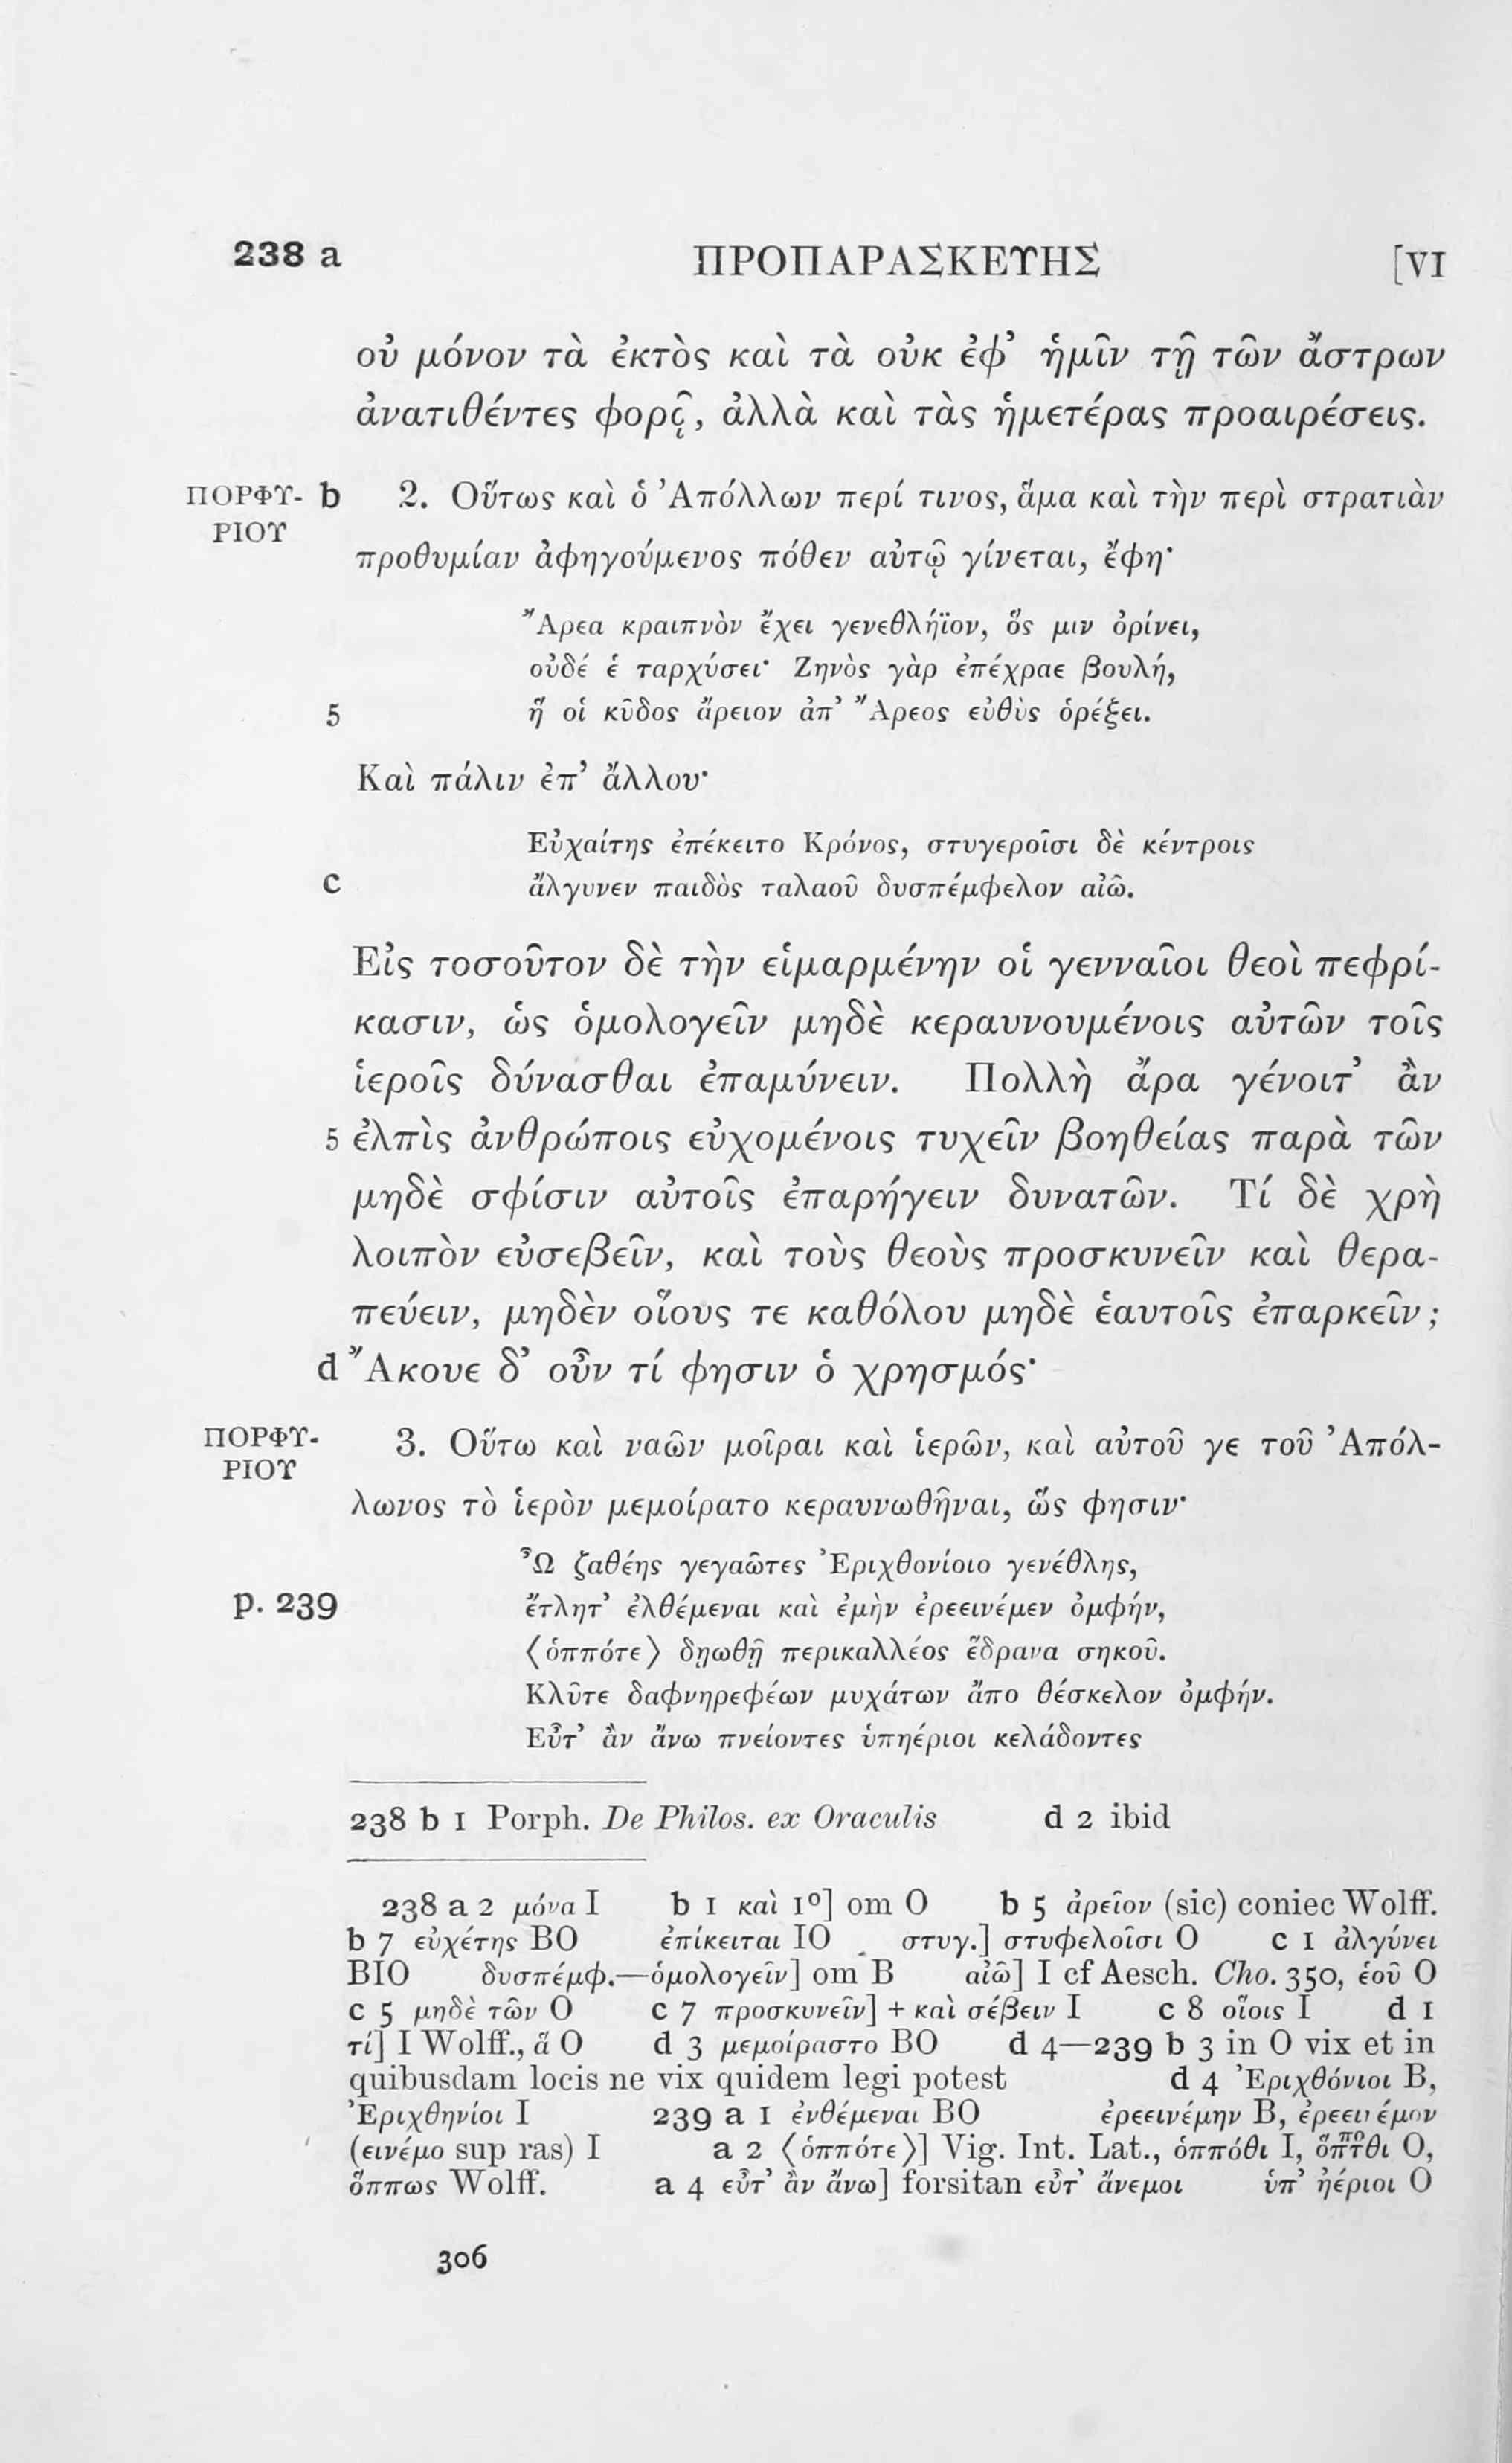 238 a ΠΡΟΠΑΡΑΣΚΕΥΗΣ [VI
οὐ μόνον τὰ ἐκτὸς καὶ τὰ οὐκ ἐφ’ ἡμῖν τῇ τῶν ἄστρων
ἀνατιθέντες φορᾷ, ἀλλὰ καὶ τὰς ἡμετέρας προαιρέσεις.
ΠΟΡΦΥ- b 2. Οὕτως καὶ ὁ Ἀπόλλων περί τινος, ἅμα καὶ τὴν περὶ στρατιὰν
ΡΙΟΥ
προθυμίαν ἀφηγούμενος πόθεν αὐτῷ γίνεται, ἔφη·
Ἄρεα κραιπνὸν ἔχει γενεθλήϊον, ὅς μιν ὀρίνει,
οὐδέ ἑ ταρχύσει· Ζηνὸς γὰρ ἐπέχραε βουλή,
5 ἥ οἱ κῦδος ἄρειον ἀπ’ Ἄρεος εὐθὺς ὀρέξει.
Καὶ πάλιν ἐπ’ ἄλλου·
Εὐχαίτης ἐπέκειτο Κρόνος, στυγεροῖσι δὲ κέντροις
c ἄλγυνεν παιδὸς ταλαοῦ δυσπέμφελον αἰῶ.
Εἰς τοσοῦτον δὲ τὴν εἱμαρμένην οἱ γενναῖοι θεοὶ πεφρί-
κασιν, ὡς ὁμολογεῖν μηδὲ κεραυνουμένοις αὐτῶν τοῖς
ἱεροῖς δύνασθαι ἐπαμύνειν. Πολλὴ ἄρα γένοιτ’ ἂν
5 ἐλπὶς ἀνθρώποις εὐχομένοις τυχεῖν βοηθείας παρὰ τῶν
μηδὲ σφίσιν αὐτοῖς ἐπαρήγειν δυνατῶν. Τί δὲ χρὴ
λοιπὸν εὐσεβεῖν, καὶ τοὺς θεοὺς προσκυνεῖν καὶ θερα-
πεύειν, μηδὲν οἵους τε καθόλου μηδὲ ἑαυτοῖς ἐπαρκεῖν;
d Ἄκουε δ’ οὖν τί φησιν ὁ χρησμός·
ΠΟΡΦΥ- 3. Οὕτω καὶ ναῶν μοῖραι καὶ ἱερῶν, καὶ αὐτοῦ γε τοῦ Ἀπόλ-
ΡΙΟΥ
λωνος τὸ ἱερὸν μεμοίρατο κεραυνωθῆναι, ὥς φησιν·
Ὦ ζαθέης γεγαῶτες Ἐριχθονίοιο γενέθλης,
p. 239 ἔτλητ’ ἐλθέμεναι καὶ ἐμὴν ἐρεεινέμεν ὀμφήν,
⟨ὁππότε⟩ δῃωθῇ περικαλλέος ἕδρανα σηκοῦ.
Κλῦτε δαφνηρεφέων μυχάτων ἄπο θέσκελον ὀμφήν.
Εὖτ’ ἂν ἄνω πνείοντες ὑπηέριοι κελάδοντες
238 b 1 Porph. De Philos. ex Oraculis d 2 ibid
238 a 2 μόνα I b 1 καὶ 1º] om O b 5 ἀρεῖον (sic) coniec Wolff.
b 7 εὐχέτης BO ἐπίκειται IO στυγ.] στυφελοῖσι O c 1 ἀλγύνει
BIO δυσπέμφ.—ὁμολογεῖν] om B αἰῶ] I cf Aesch. Cho. 350, ἑοῦ O
c 5 μηδὲ τῶν O c 7 προσκυνεῖν] + καὶ σέβειν I c 8 οἵοις I d 1
τί] I Wolff., ἃ O d 3 μεμοίραστο BO d 4—239 b 3 in O vix et in
quibusdam locis ne vix quidem legi potest d 4 Ἐριχθόνιοι B,
Ἐριχθηνίοι I 239 a 1 ἐνθέμεναι BO ἐρεεινέμην B, ἐρεεινέμον
(εινέμο sup ras) I a 2 ⟨ὁππότε⟩] Vig. Int. Lat., ὁππόθι I, O,
ὅππως Wolff. a 4 εὖτ’ ἂν ἄνω] forsitan εὖτ’ ἄνεμοι ὑπ’ ἠέριοι O
306